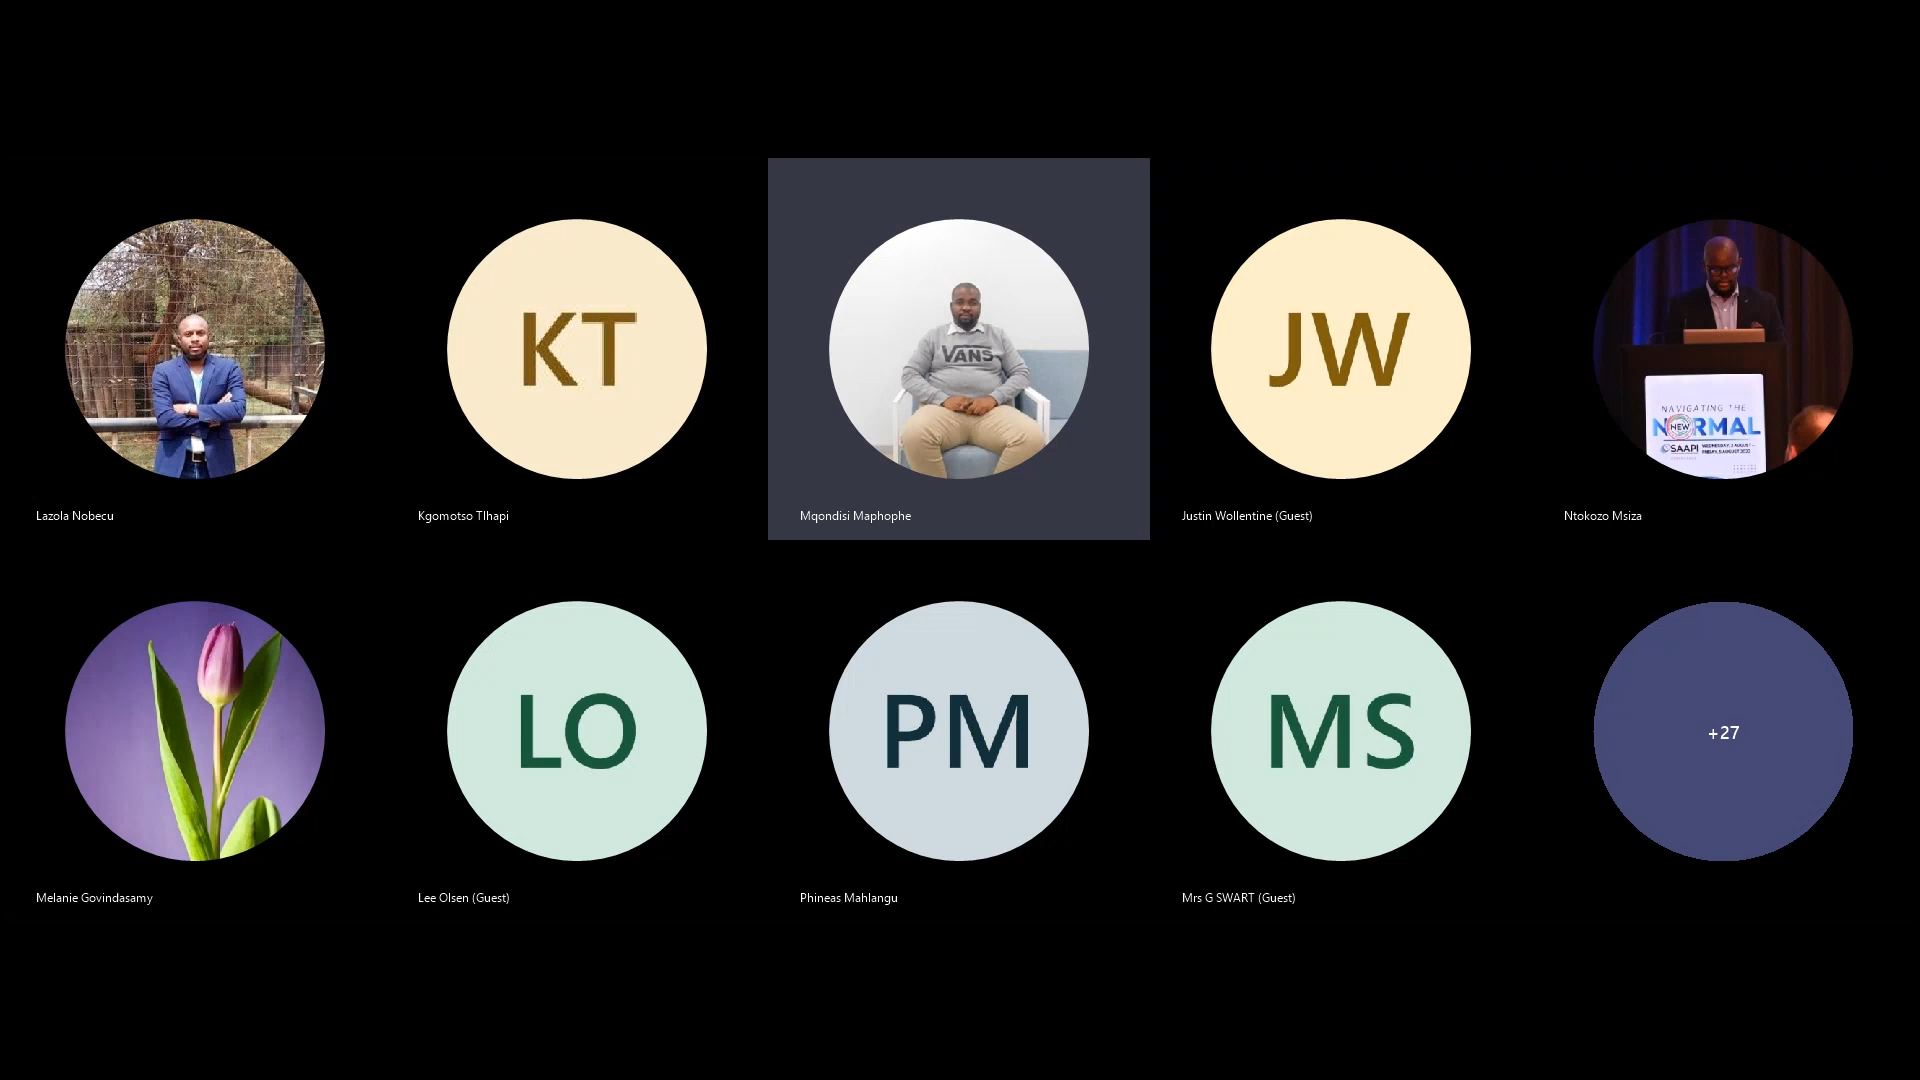 KT
VANS
JW
NAVIGATING THE
NEW
NORMAL
SAAPI
Lazola Nobecu
Kgomotso Tlhapi
Mqondisi Maphophe
Justin Wollentine (Guest)
Ntokozo Msiza
LO
PM
MS
+27
Melanie Govindasamy
Lee Olsen (Guest)
Phineas Mahlangu
Mrs G SWART (Guest)